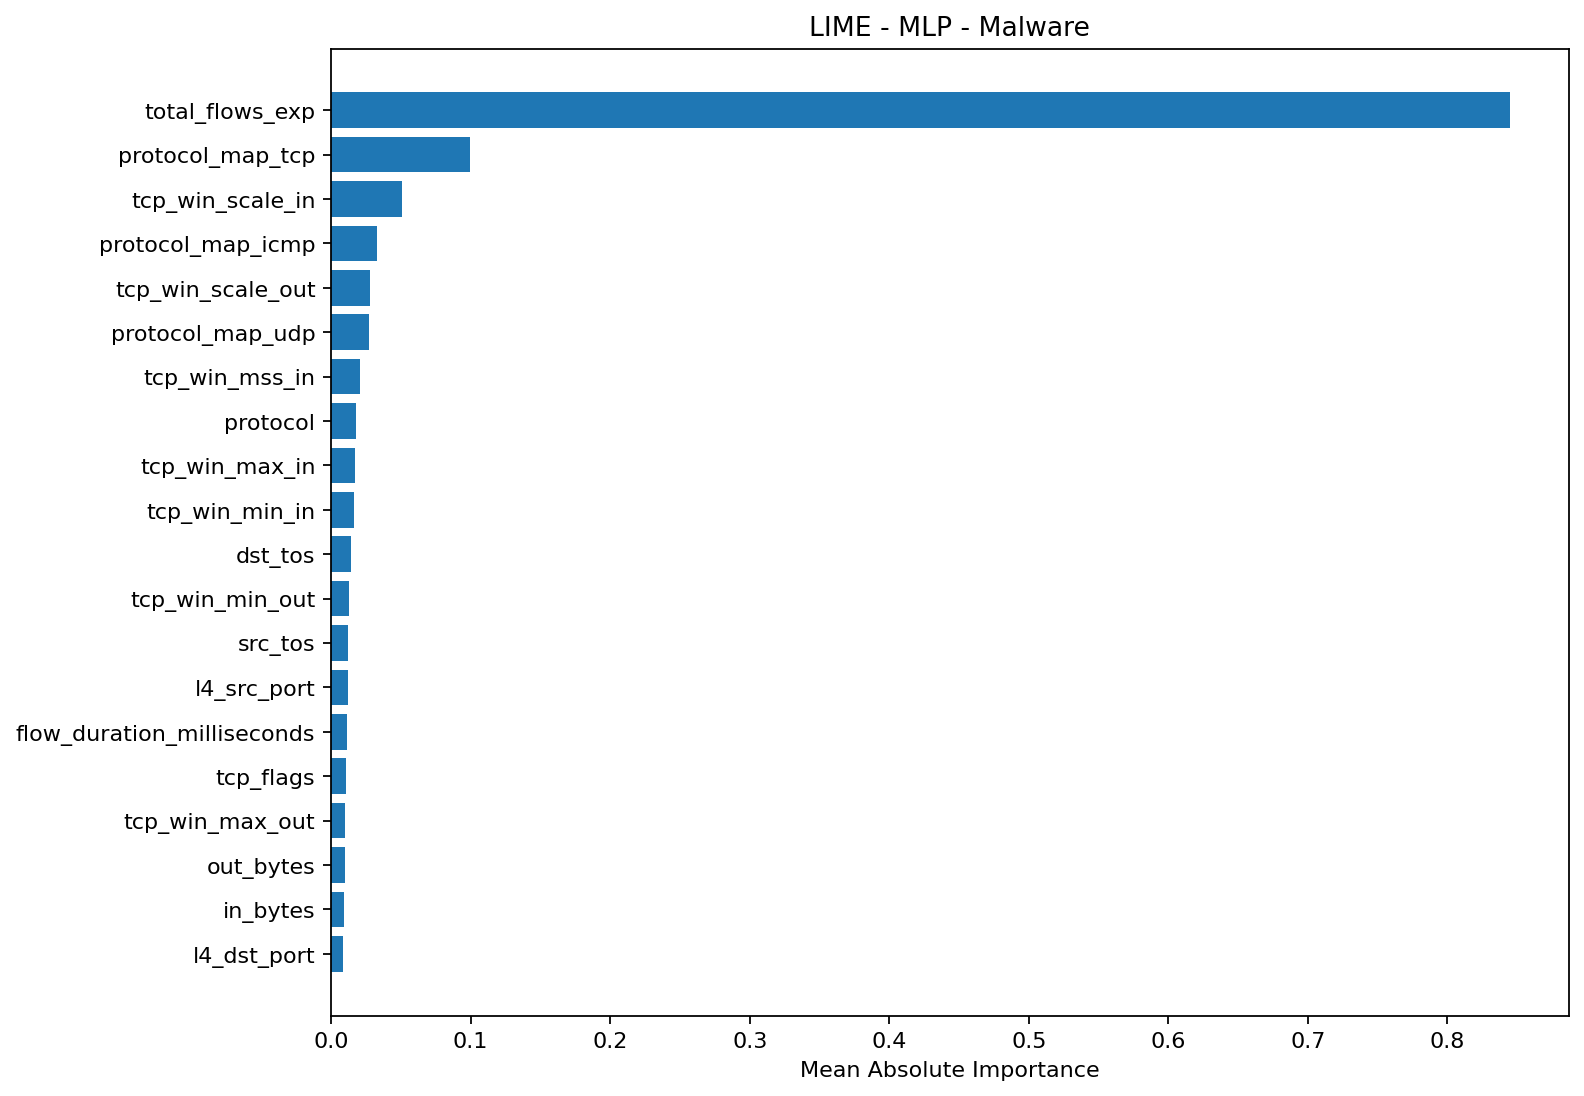 LIME - MLP - Malware
total_flows_exp
protocol_map_tcp
tcp_win_scale_in
protocol_map_icmp
tcp_win_scale_out
protocol_map_udp
tcp_win_mss_in
protocol
tcp_win_max_in
tcp_win_min_in
dst_tos
tcp_win_min_out
src_tos
l4_src_port
flow_duration_milliseconds
tcp_flags
tcp_win_max_out
out_bytes
in_bytes
l4_dst_port
0.0 0.1 0.2 0.3 0.4 0.5 0.6 0.7 0.8
Mean Absolute Importance